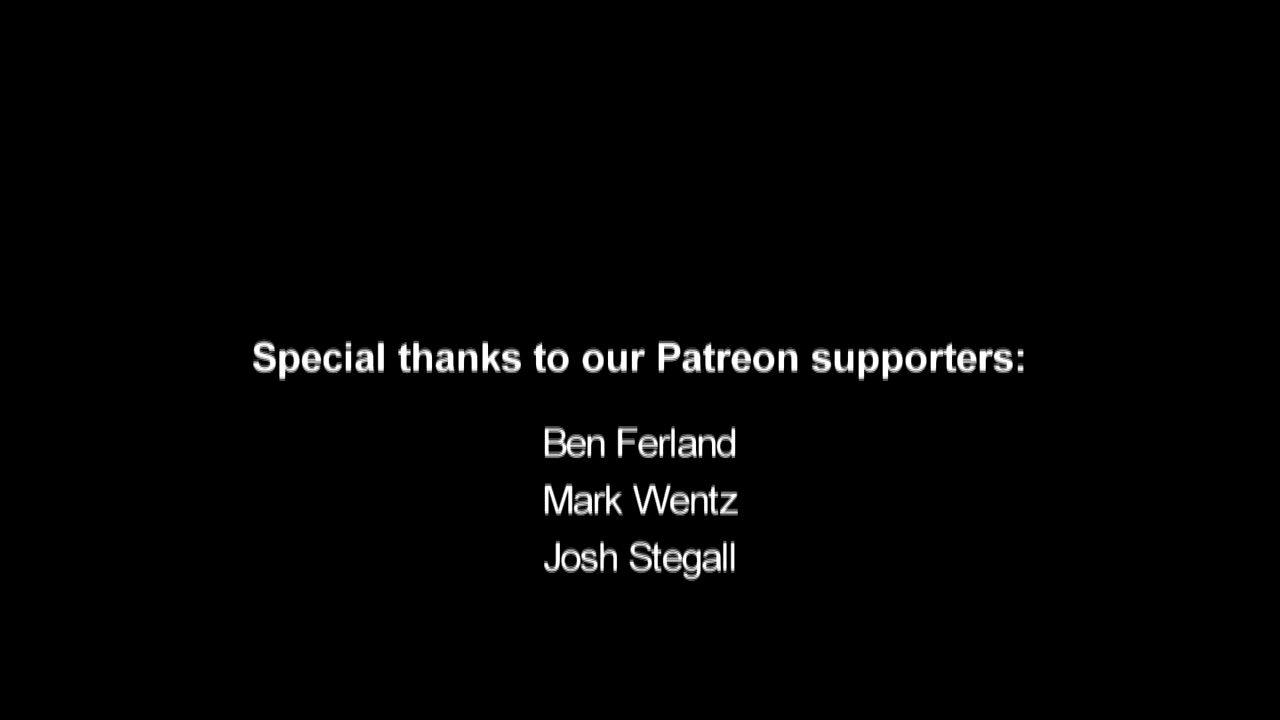 Special thanks to our Patreon supporters:
Ben Ferland
Mark Wentz
Josh Stegall